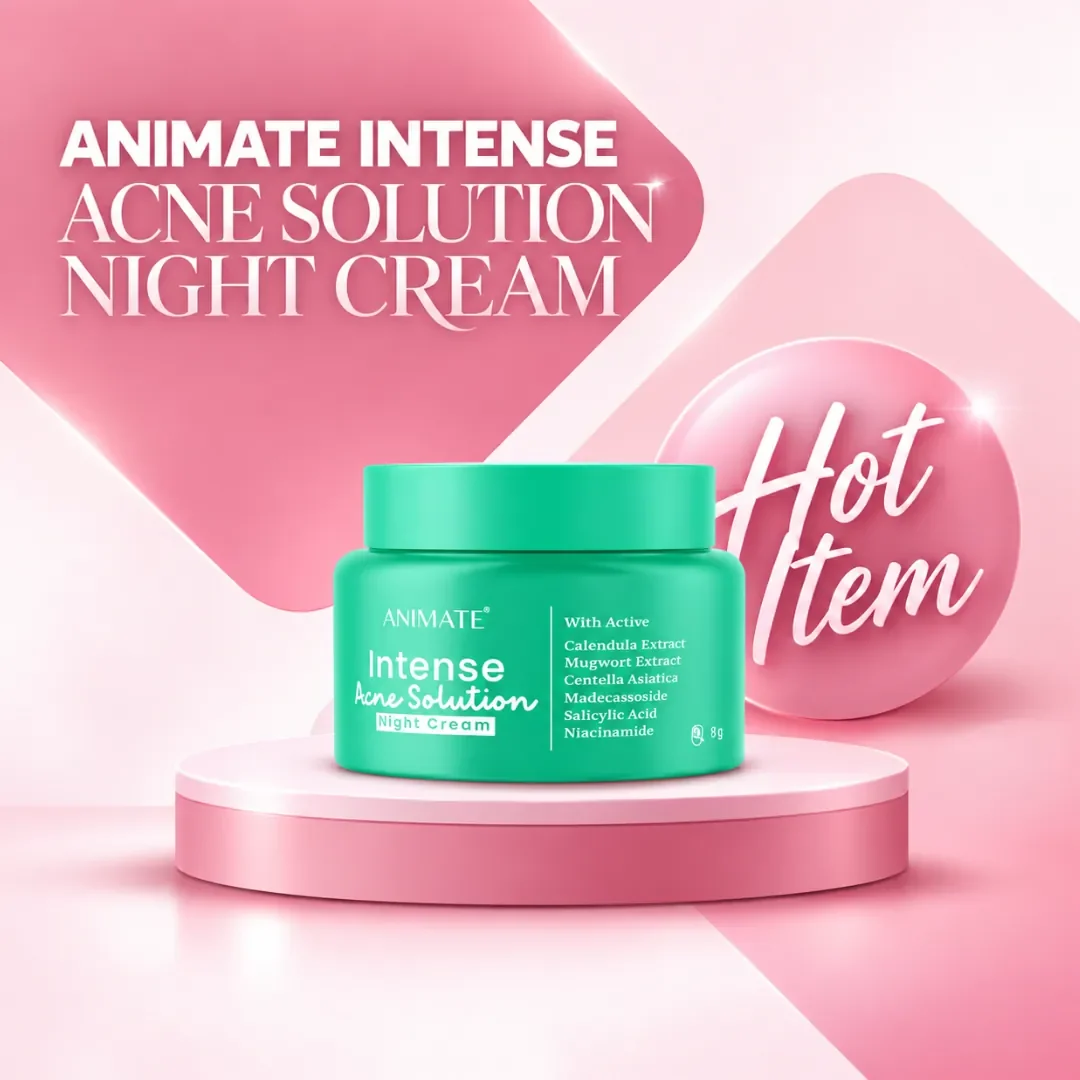 ANIMATE INTENSE
ACNE SOLUTION
NIGHT CREAM
Hot
Item
ANIMATE®
Intense
Acne Solution
Night Cream
With Active
Calendula Extract
Mugwort Extract
Centella Asiatica
Madecassoside
Salicylic Acid
Niacinamide
8g